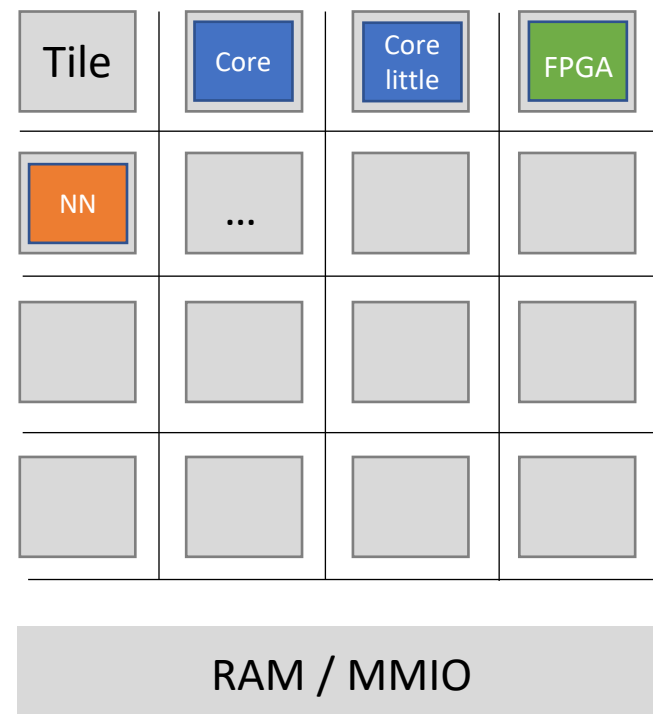 Tile
Core
Core
little
FPGA
NN
...
RAM / MMIO